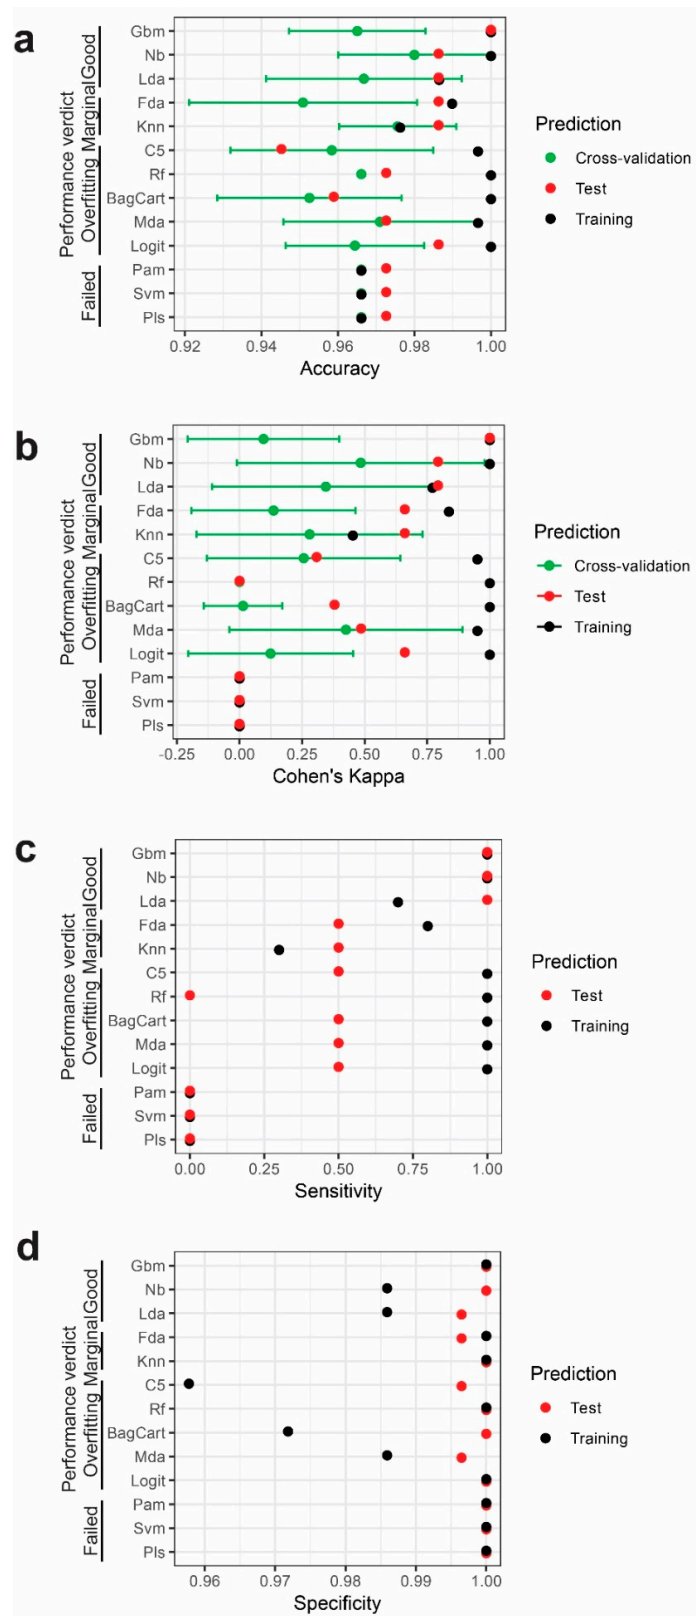 a
Performance verdict
Good
Marginal
Overfitting
Failed
Gbm
Nb
Lda
Fda
Knn
C5
Rf
BagCart
Mda
Logit
Pam
Svm
Pls
0.92 0.94 0.96 0.98 1.00
Accuracy
Prediction
Cross-validation
Test
Training
b
Performance verdict
Good
Marginal
Overfitting
Failed
Gbm
Nb
Lda
Fda
Knn
C5
Rf
BagCart
Mda
Logit
Pam
Svm
Pls
-0.25 0.00 0.25 0.50 0.75 1.00
Cohen's Kappa
Prediction
Cross-validation
Test
Training
c
Performance verdict
Good
Marginal
Overfitting
Failed
Gbm
Nb
Lda
Fda
Knn
C5
Rf
BagCart
Mda
Logit
Pam
Svm
Pls
0.00 0.25 0.50 0.75 1.00
Sensitivity
Prediction
Test
Training
d
Performance verdict
Good
Marginal
Overfitting
Failed
Gbm
Nb
Lda
Fda
Knn
C5
Rf
BagCart
Mda
Logit
Pam
Svm
Pls
0.96 0.97 0.98 0.99 1.00
Specificity
Prediction
Test
Training